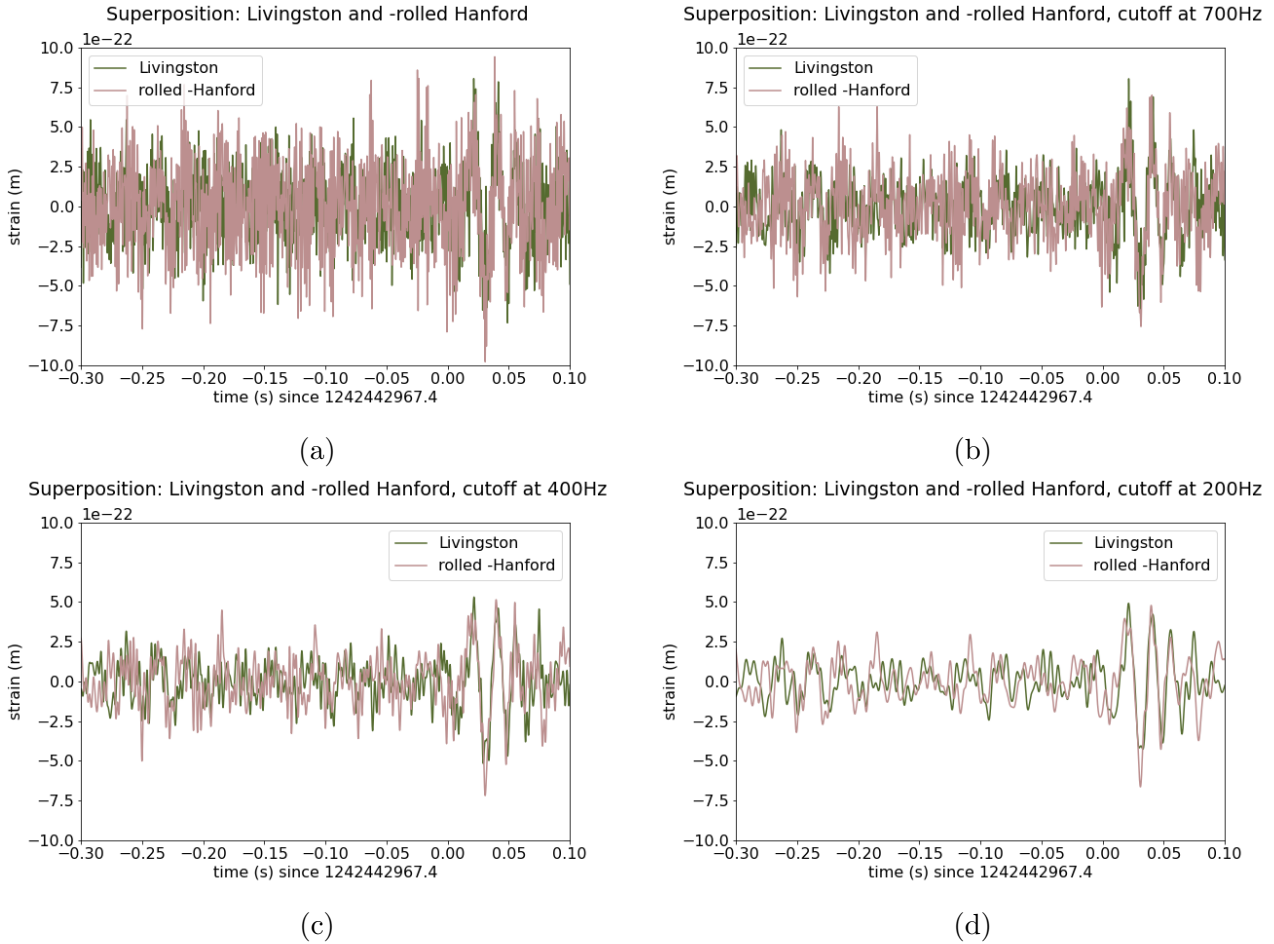 Superposition: Livingston and -rolled Hanford
1e−22
Livingston
rolled -Hanford
10.0
7.5
5.0
2.5
0.0
−2.5
−5.0
−7.5
−10.0
strain (m)
−0.30 −0.25 −0.20 −0.15 −0.10 −0.05 0.00 0.05 0.10
time (s) since 1242442967.4
(a)
Superposition: Livingston and -rolled Hanford, cutoff at 700Hz
1e−22
Livingston
rolled -Hanford
10.0
7.5
5.0
2.5
0.0
−2.5
−5.0
−7.5
−10.0
strain (m)
−0.30 −0.25 −0.20 −0.15 −0.10 −0.05 0.00 0.05 0.10
time (s) since 1242442967.4
(b)
Superposition: Livingston and -rolled Hanford, cutoff at 400Hz
1e−22
Livingston
rolled -Hanford
10.0
7.5
5.0
2.5
0.0
−2.5
−5.0
−7.5
−10.0
strain (m)
−0.30 −0.25 −0.20 −0.15 −0.10 −0.05 0.00 0.05 0.10
time (s) since 1242442967.4
(c)
Superposition: Livingston and -rolled Hanford, cutoff at 200Hz
1e−22
Livingston
rolled -Hanford
10.0
7.5
5.0
2.5
0.0
−2.5
−5.0
−7.5
−10.0
strain (m)
−0.30 −0.25 −0.20 −0.15 −0.10 −0.05 0.00 0.05 0.10
time (s) since 1242442967.4
(d)